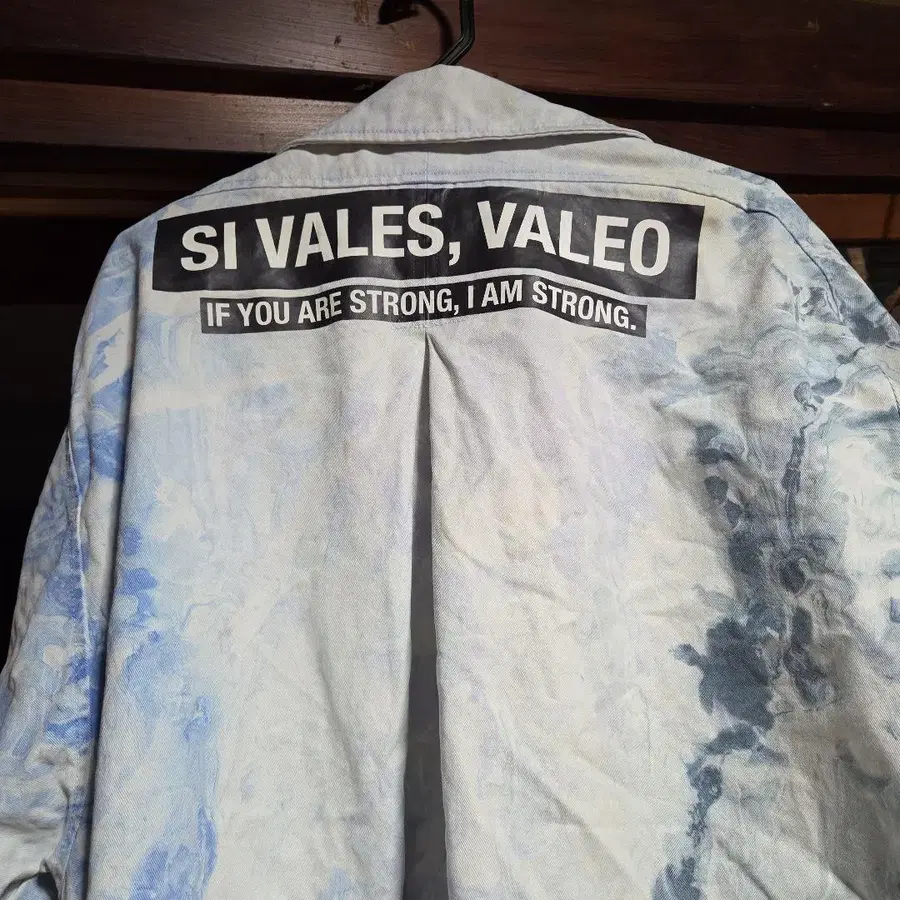 SI VALES, VALEO
IF YOU ARE STRONG, I AM STRONG.